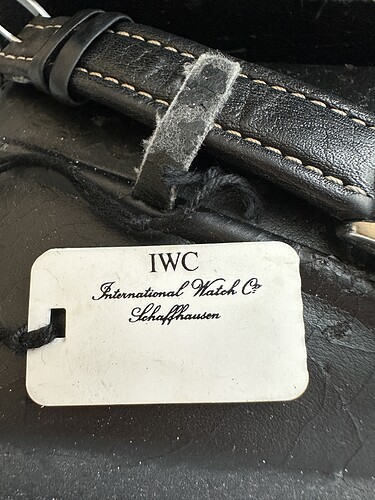 IWC
International Watch Co
Schaffhausen